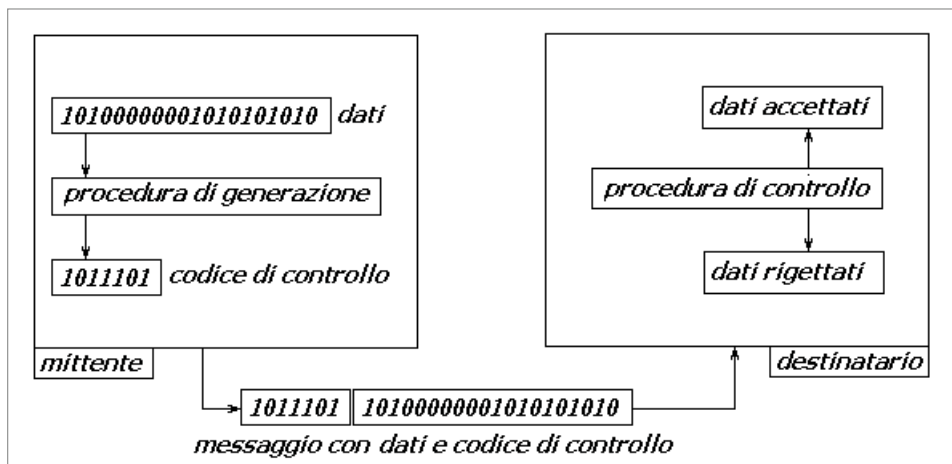 10100000001010101010 dati
procedura di generazione
1011101 codice di controllo
mittente
dati accettati
procedura di controllo
dati rigettati
destinatario
1011101 10100000001010101010
messaggio con dati e codice di controllo